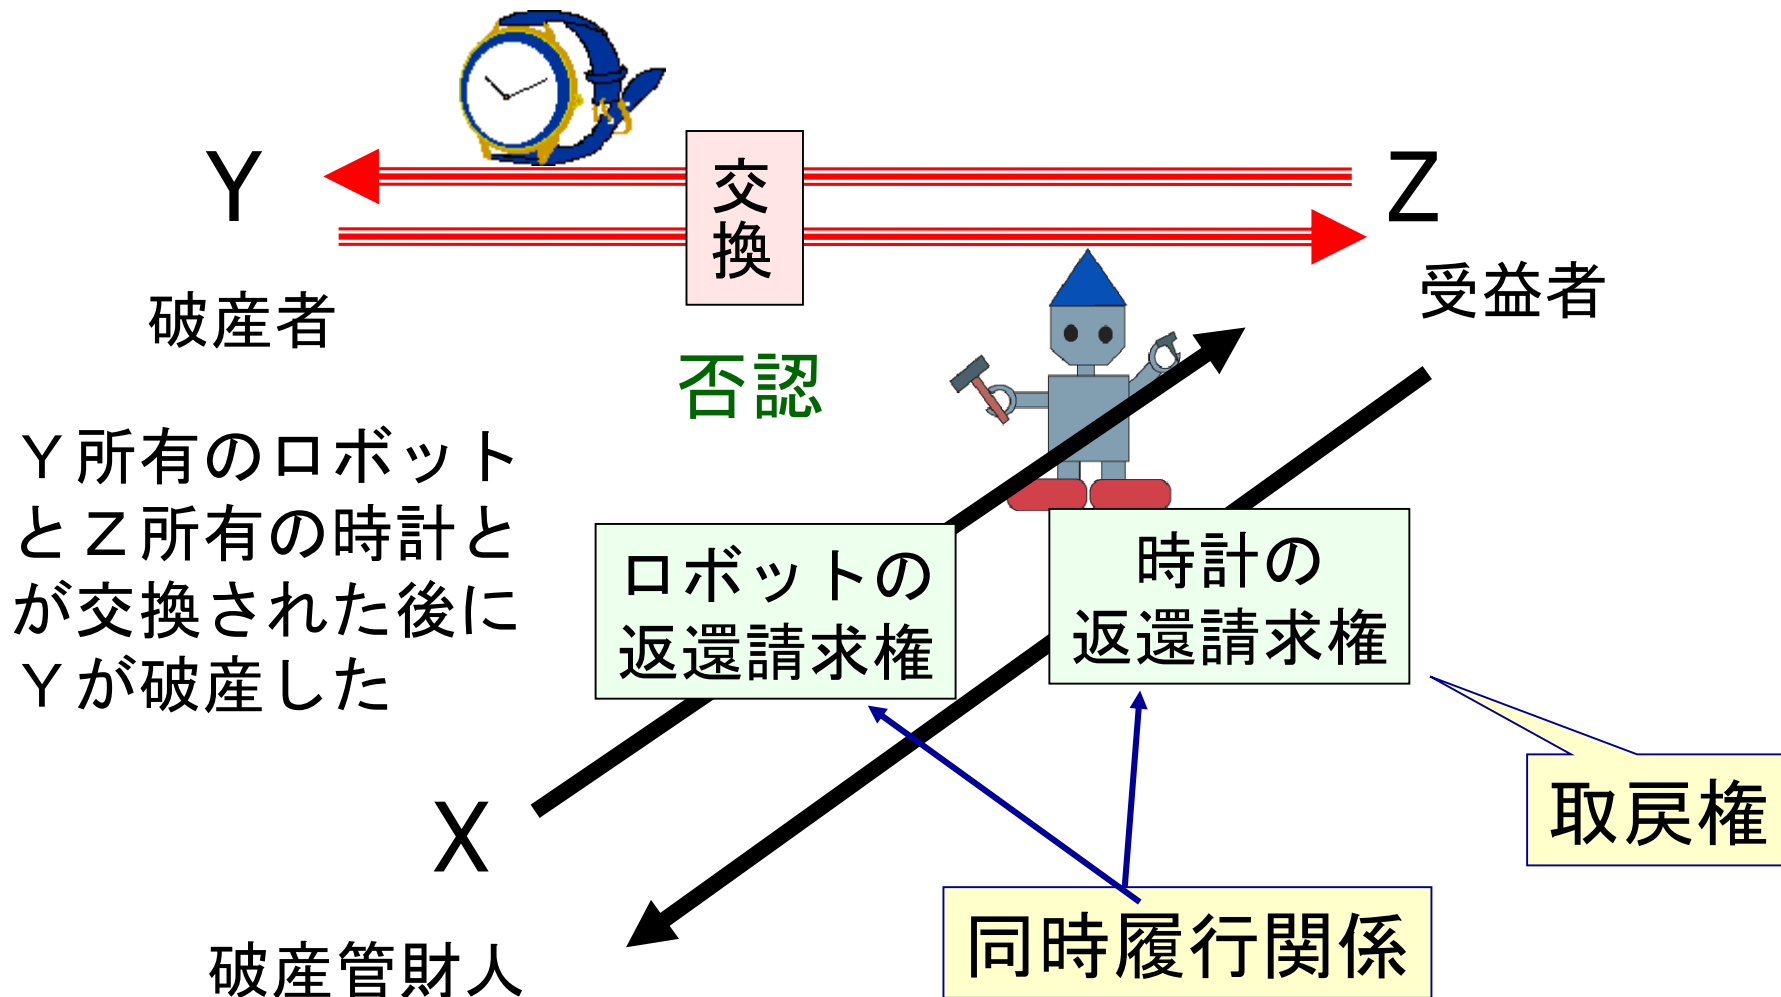 Y
交
換
Z
破産者
受益者
否認
Ｙ所有のロボット
とＺ所有の時計と
が交換された後に
Ｙが破産した
ロボットの
返還請求権
時計の
返還請求権
取戻権
X
破産管財人
同時履行関係